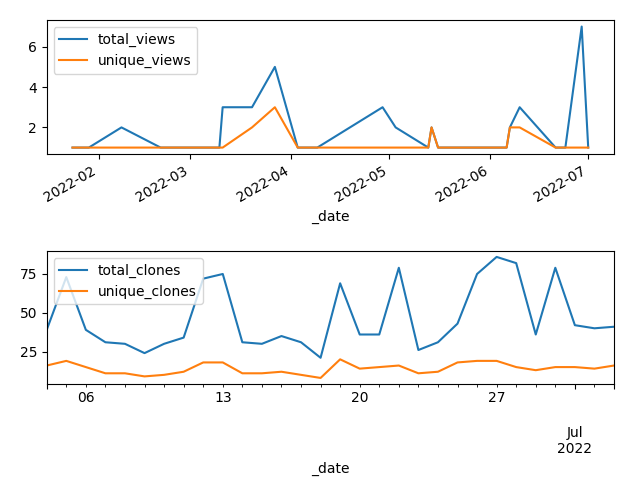 6
4
2
total_views
unique_views
2022-02
2022-03
2022-04
2022-05
2022-06
2022-07
_date
75
50
25
total_clones
unique_clones
06
13
20
27
Jul
2022
_date